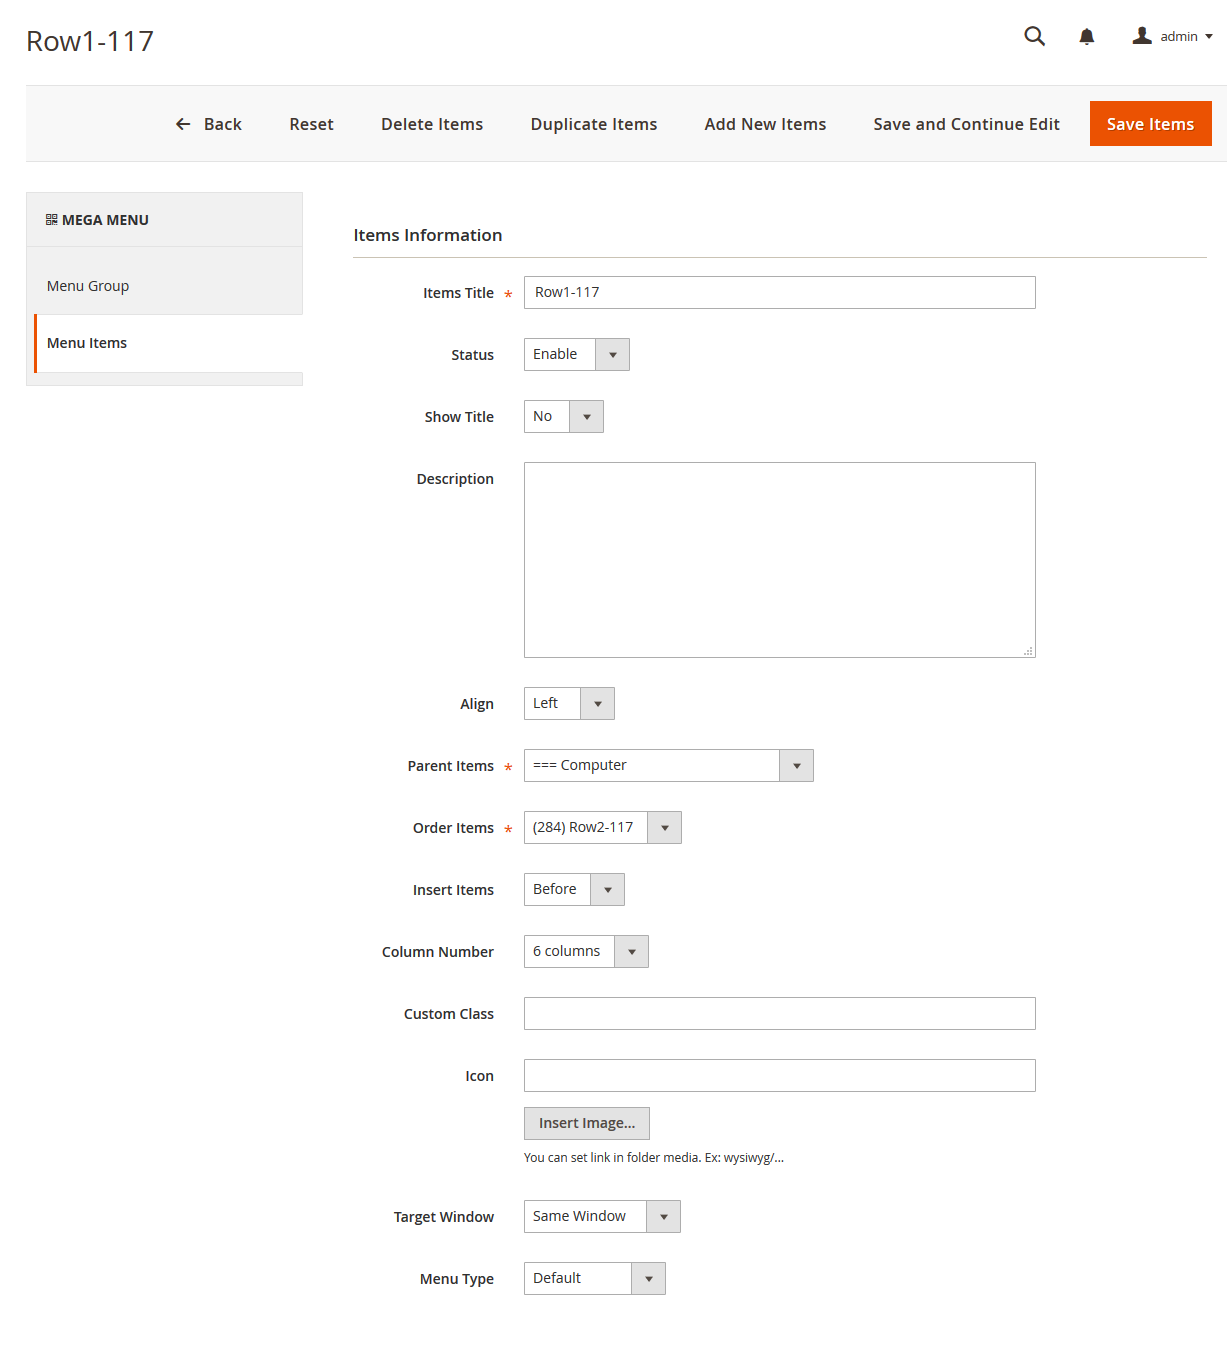 Row1-117
admin
Back
Reset
Delete Items
Duplicate Items
Add New Items
Save and Continue Edit
Save Items
MEGA MENU
Menu Group
Menu Items
Items Information
Items Title * Row1-117
Status Enable
Show Title No
Description
Align Left
Parent Items * === Computer
Order Items * (284) Row2-117
Insert Items Before
Column Number 6 columns
Custom Class
Icon
Insert Image...
You can set link in folder media. Ex: wysiwyg/...
Target Window Same Window
Menu Type Default